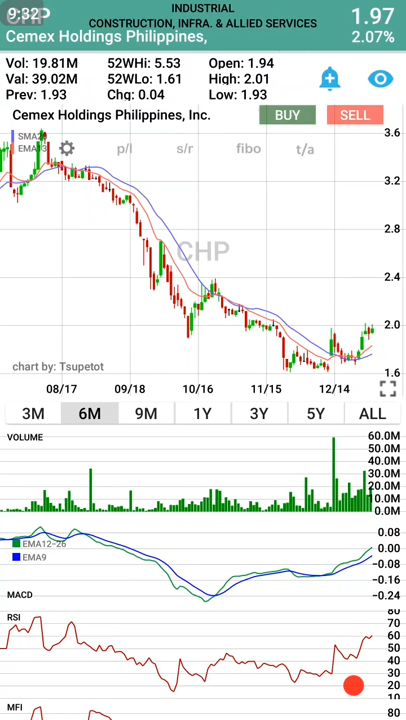 9:32
CHP
INDUSTRIAL
CONSTRUCTION, INFRA. & ALLIED SERVICES
1.97
Cemex Holdings Philippines,
2.07%
Vol: 19.81M 52WHi: 5.53 Open: 1.94
Val: 39.02M 52WLo: 1.61 High: 2.01
Prev: 1.93 Chg: 0.04 Low: 1.93
Cemex Holdings Philippines, Inc. BUY SELL
SMA2
EMA13
p/l s/r fibo t/a
3.6
3.2
CHP
2.8
2.4
2.0
1.6
chart by: Tsupetot
08/17 09/18 10/16 11/15 12/14
3M 6M 9M 1Y 3Y 5Y ALL
VOLUME
60.0M
50.0M
40.0M
30.0M
20.0M
10.0M
0.0M
EMA12-26
EMA9
0.08
0.00
-0.08
-0.16
-0.24
MACD
RSI
80
70
60
50
40
30
20
10
MFI
80